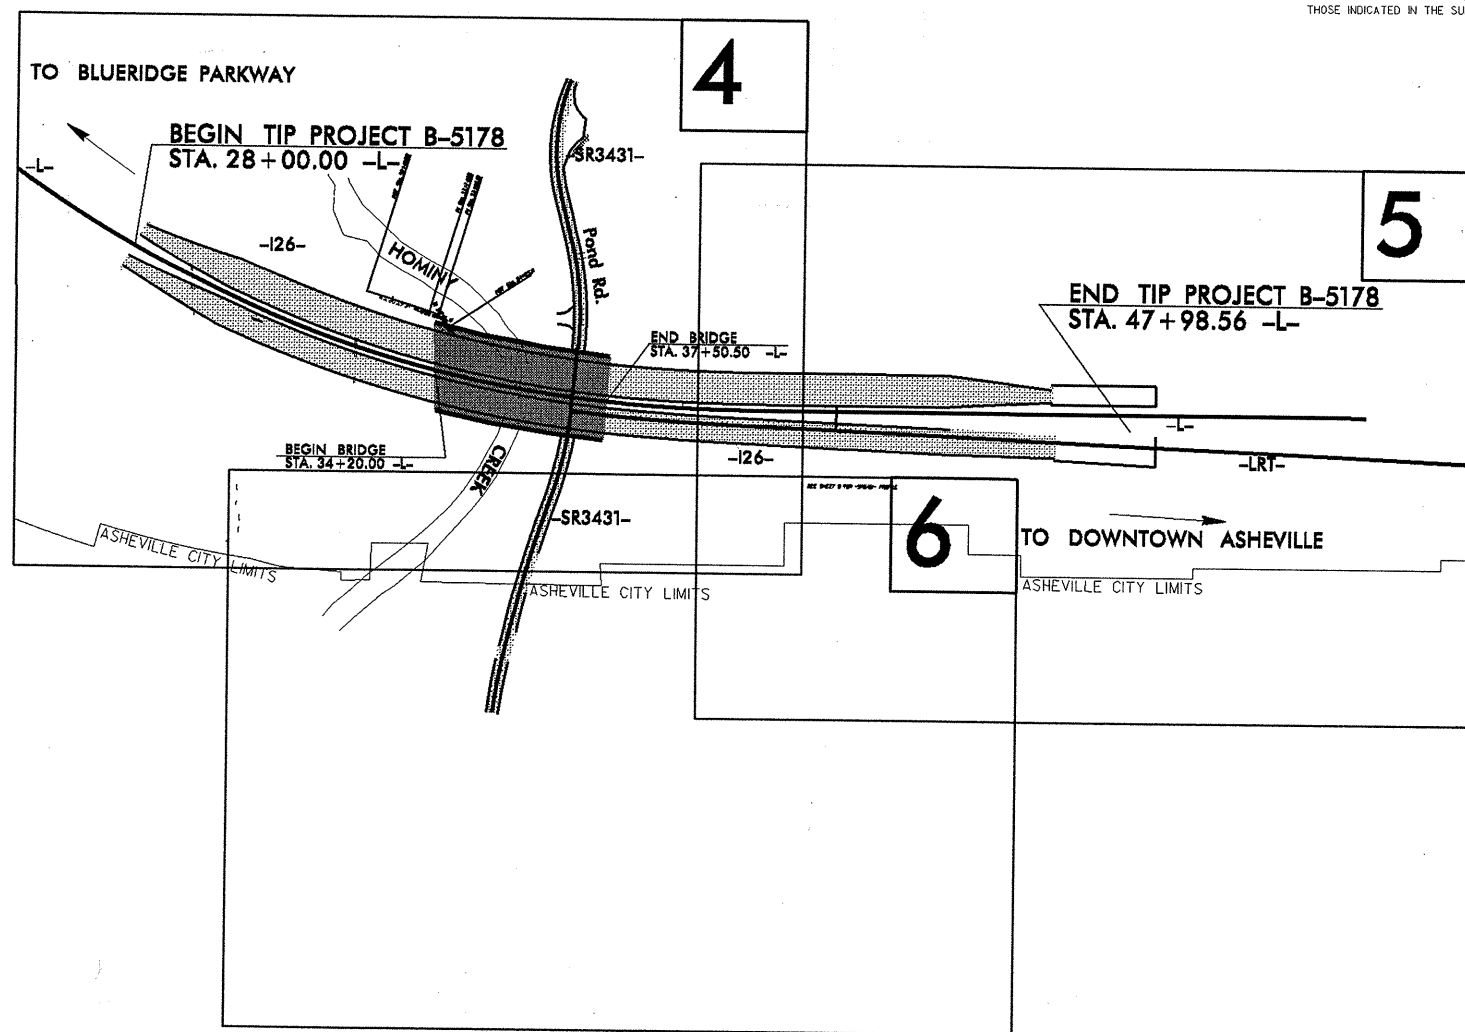 THOSE INDICATED IN THE SU
4
TO BLUERIDGE PARKWAY
BEGIN TIP PROJECT B-5178
STA. 28+00.00 -L-
-SR3431-
-L-
5
-I26-
HOMINY
Pond Rd.
END TIP PROJECT B-5178
STA. 47+98.56 -L-
END BRIDGE
STA. 37+50.50 -L-
-L-
BEGIN BRIDGE
STA. 34+20.00 -L-
CREEK
-I26-
-LRT-
-SR3431-
6
TO DOWNTOWN ASHEVILLE
ASHEVILLE CITY LIMITS
ASHEVILLE CITY LIMITS
ASHEVILLE CITY LIMITS